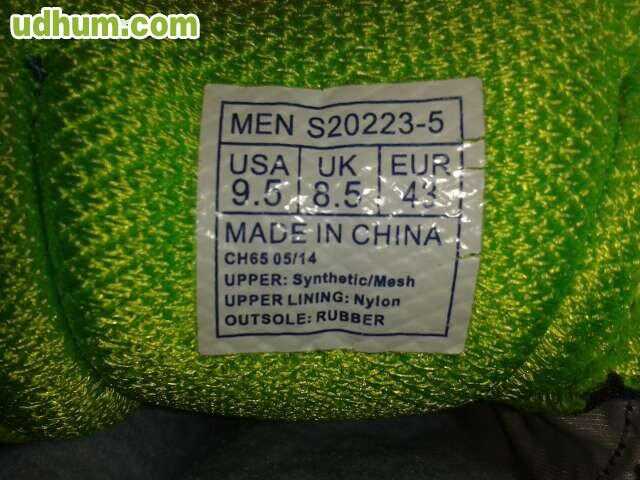 udhum.com
MEN S20223-5
USA UK EUR
9.5 8.5 43
MADE IN CHINA
CH65 05/14
UPPER: Synthetic/Mesh
UPPER LINING: Nylon
OUTSOLE: RUBBER